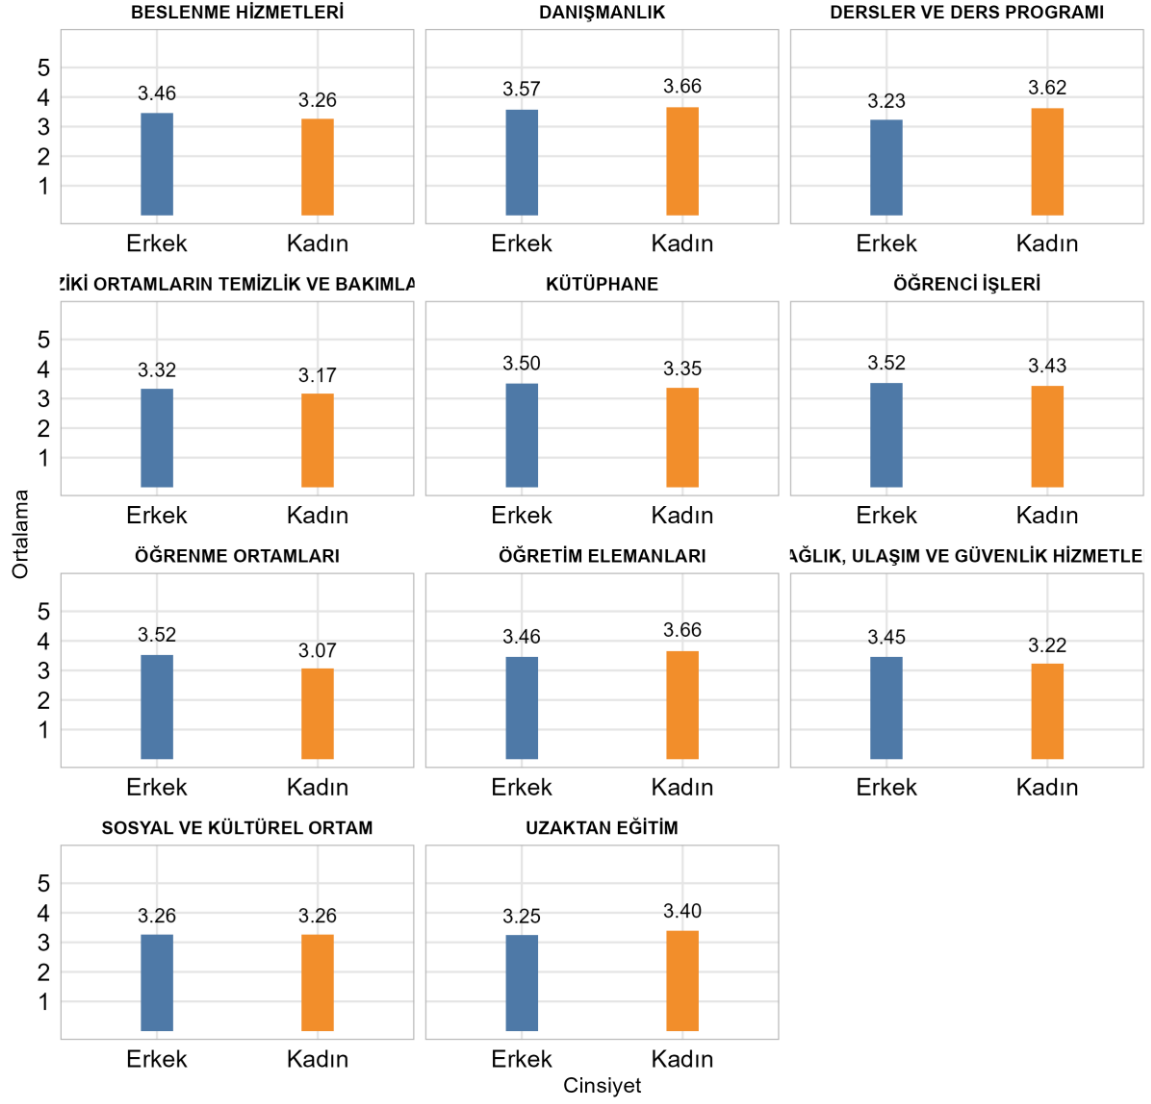 BESLENME HİZMETLERİ
DANIŞMANLIK
DERSLER VE DERS PROGRAMI
5
4
3
2
1
3.46
3.26
3.57
3.66
3.23
3.62
Erkek
Kadın
Erkek
Kadın
Erkek
Kadın
ZİKİ ORTAMLARIN TEMİZLİK VE BAKIMLA
KÜTÜPHANE
ÖĞRENCİ İŞLERİ
5
4
3
2
1
3.32
3.17
3.50
3.35
3.52
3.43
Erkek
Kadın
Erkek
Kadın
Erkek
Kadın
Ortalama
ÖĞRENME ORTAMLARI
ÖĞRETİM ELEMANLARI
AĞLIK, ULAŞIM VE GÜVENLİK HİZMETLE
5
4
3
2
1
3.52
3.07
3.46
3.66
3.45
3.22
Erkek
Kadın
Erkek
Kadın
Erkek
Kadın
SOSYAL VE KÜLTÜREL ORTAM
UZAKTAN EĞİTİM
5
4
3
2
1
3.26
3.26
3.25
3.40
Erkek
Kadın
Erkek
Kadın
Cinsiyet